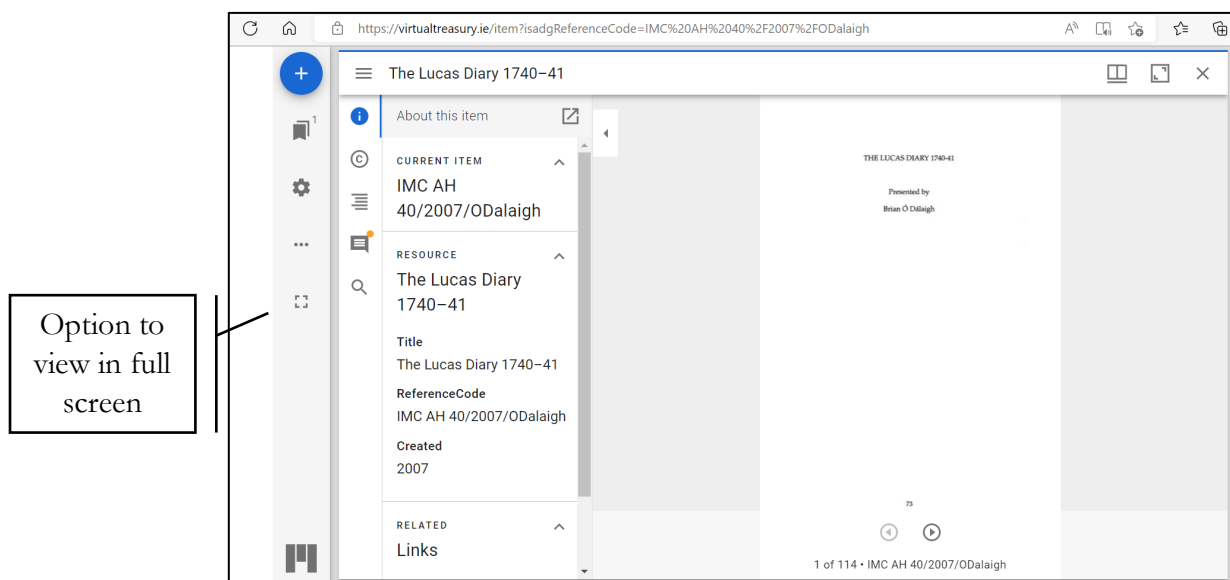 https://virtualtreasury.ie/item?isadgReferenceCode=IMC%20AH%2040%2F2007%2FODalaigh
The Lucas Diary 1740–41
1
About this item
CURRENT ITEM
IMC AH
40/2007/ODalaigh
RESOURCE
The Lucas Diary
1740–41
Title
The Lucas Diary 1740–41
ReferenceCode
IMC AH 40/2007/ODalaigh
Created
2007
RELATED
Links
THE LUCAS DIARY 1740-41
Presented by
Brian Ó Dálaigh
73
1 of 114 • IMC AH 40/2007/ODalaigh
Option to
view in full
screen